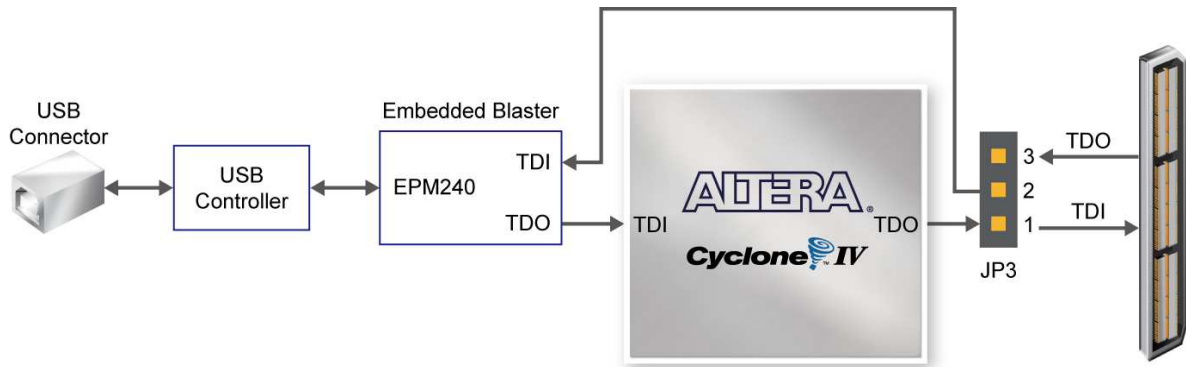 USB
Connector
USB
Controller
Embedded Blaster
TDI
EPM240
TDO
TDI
ALTERA®
Cyclone™ IV
TDO
3
2
1
JP3
TDO
TDI